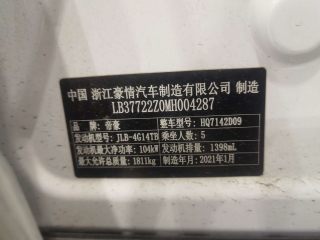 中国 浙江豪情汽车制造有限公司 制造
LB37722Z0MH004287
品牌：帝豪 整车型号：HQ7142D09
发动机型号：JLB-4G14TB 乘坐人数：5
发动机最大净功率：104kW 发动机排量：1398mL
最大允许总质量：1811kg 制造年月：2021年1月